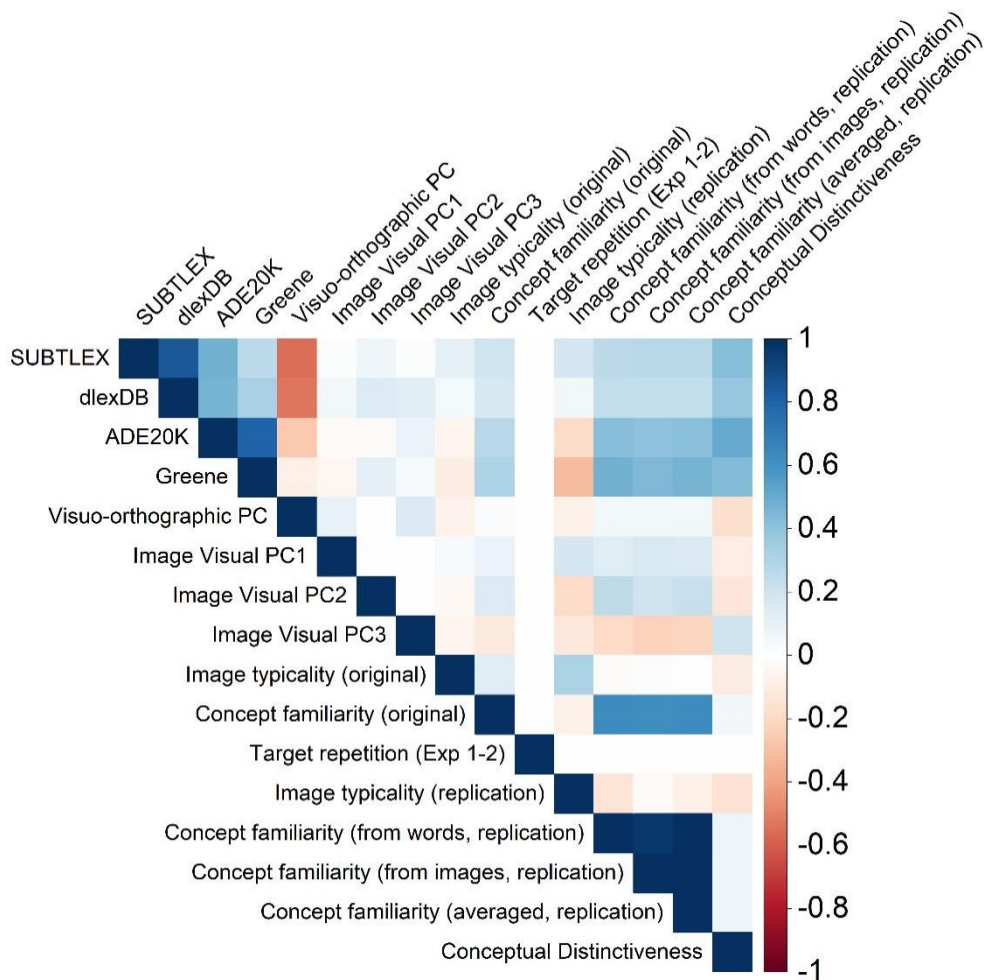 SUBTLEX
dlexDB
ADE20K
Greene
Visuo-orthographic PC
Image Visual PC1
Image Visual PC2
Image Visual PC3
Image typicality (original)
Concept familiarity (original)
Target repetition (Exp 1-2)
Image typicality (replication)
Concept familiarity (from words, replication)
Concept familiarity (from images, replication)
Concept familiarity (averaged, replication)
Conceptual Distinctiveness
SUBTLEX
dlexDB
ADE20K
Greene
Visuo-orthographic PC
Image Visual PC1
Image Visual PC2
Image Visual PC3
Image typicality (original)
Concept familiarity (original)
Target repetition (Exp 1-2)
Image typicality (replication)
Concept familiarity (from words, replication)
Concept familiarity (from images, replication)
Concept familiarity (averaged, replication)
Conceptual Distinctiveness
1
0.8
0.6
0.4
0.2
0
-0.2
-0.4
-0.6
-0.8
-1